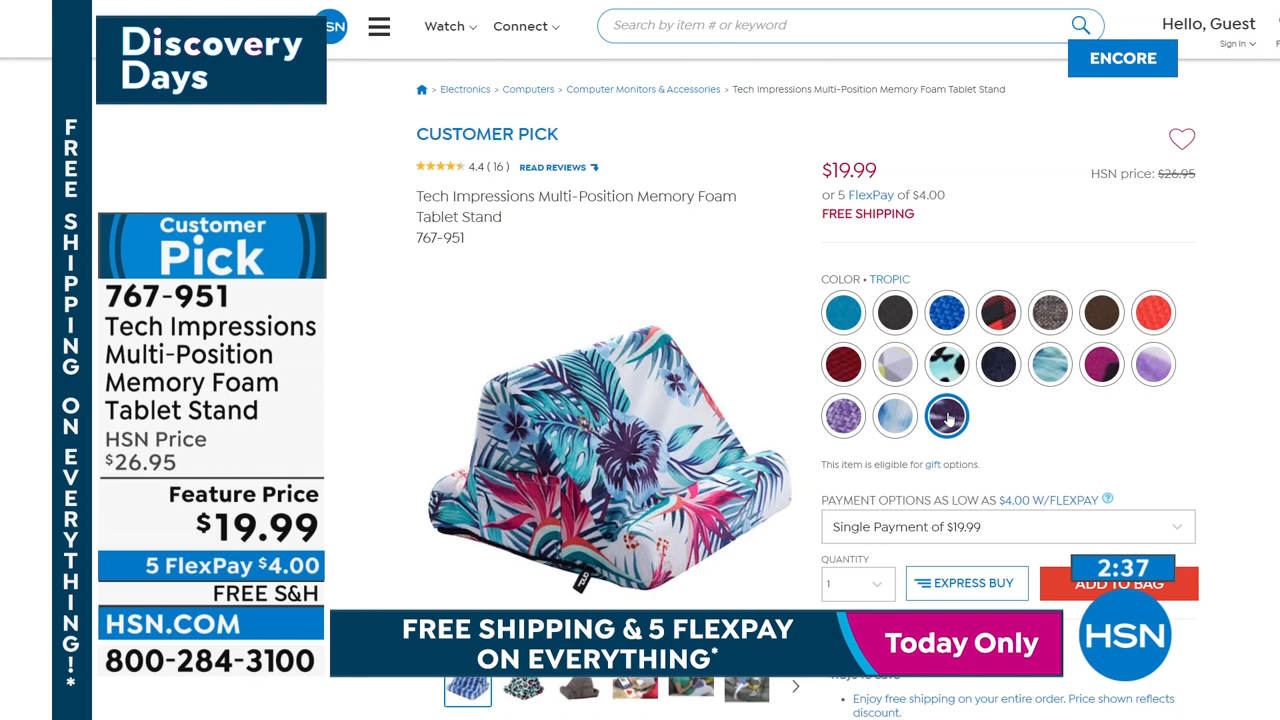 Discovery
Days
FREE SHIPPING ON EVERYTHING!*
Customer
Pick
767-951
Tech Impressions
Multi-Position
Memory Foam
Tablet Stand
HSN Price
$26.95
Feature Price
$19.99
5 FlexPay $4.00
FREE S&H
HSN.COM
800-284-3100
SN
Watch
Connect
Search by item # or keyword
Hello, Guest
Sign In
ENCORE
> Electronics > Computers > Computer Monitors & Accessories > Tech Impressions Multi-Position Memory Foam Tablet Stand
CUSTOMER PICK
4.4 ( 16 ) READ REVIEWS
Tech Impressions Multi-Position Memory Foam
Tablet Stand
767-951
$19.99
HSN price: $26.95
or 5 FlexPay of $4.00
FREE SHIPPING
COLOR • TROPIC
This item is eligible for gift options.
PAYMENT OPTIONS AS LOW AS $4.00 W/FLEXPAY ?
Single Payment of $19.99
QUANTITY
1
EXPRESS BUY
2:37
ADD TO BAG
FREE SHIPPING & 5 FLEXPAY
ON EVERYTHING*
Today Only
HSN
• Enjoy free shipping on your entire order. Price shown reflects
discount.